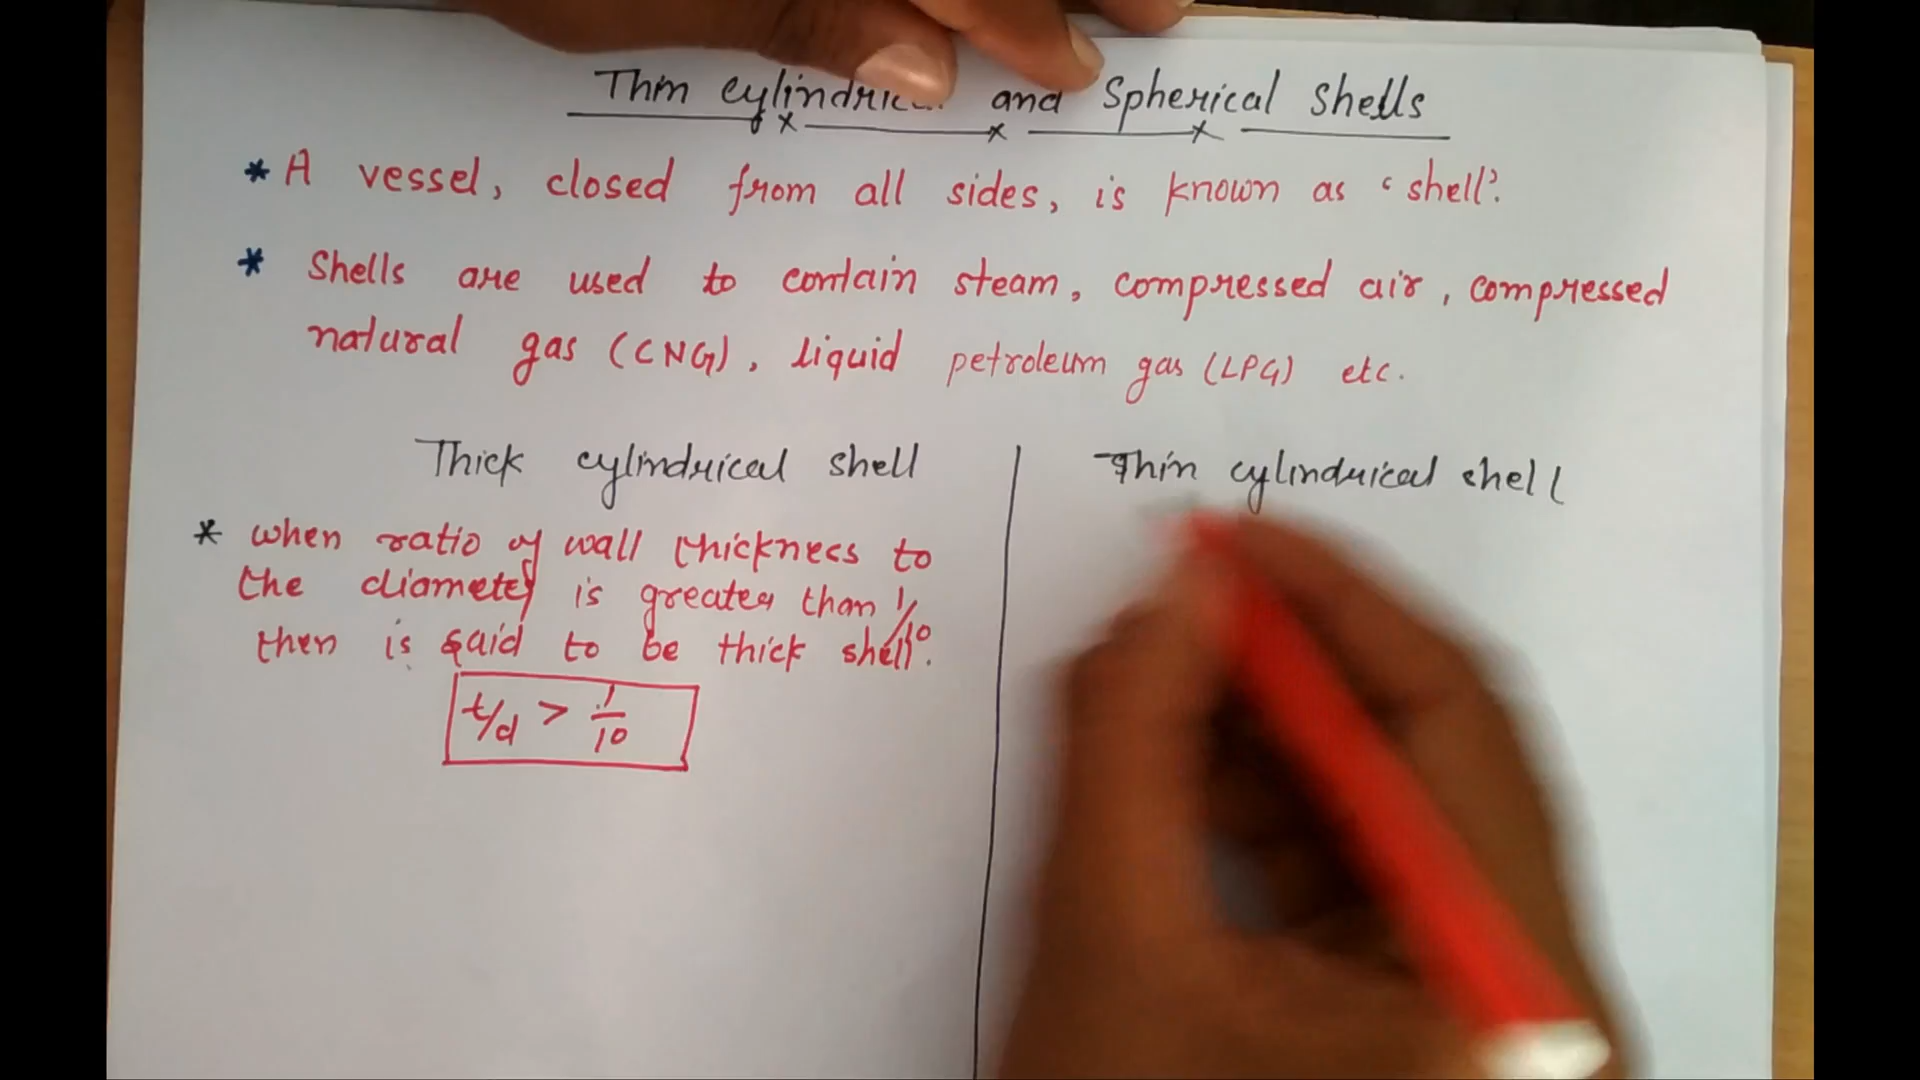 Thin cylindrical and Spherical shells
* A vessel, closed from all sides, is known as 'shell'.
* Shells are used to contain steam, compressed air, compressed
natural gas (CNG), liquid petroleum gas (LPG) etc.
Thick cylindrical shell
* when ratio of wall thickness to
the diameter is greater than 1/10
then is said to be thick shell.
t/d > 1/10
Thin cylindrical shell